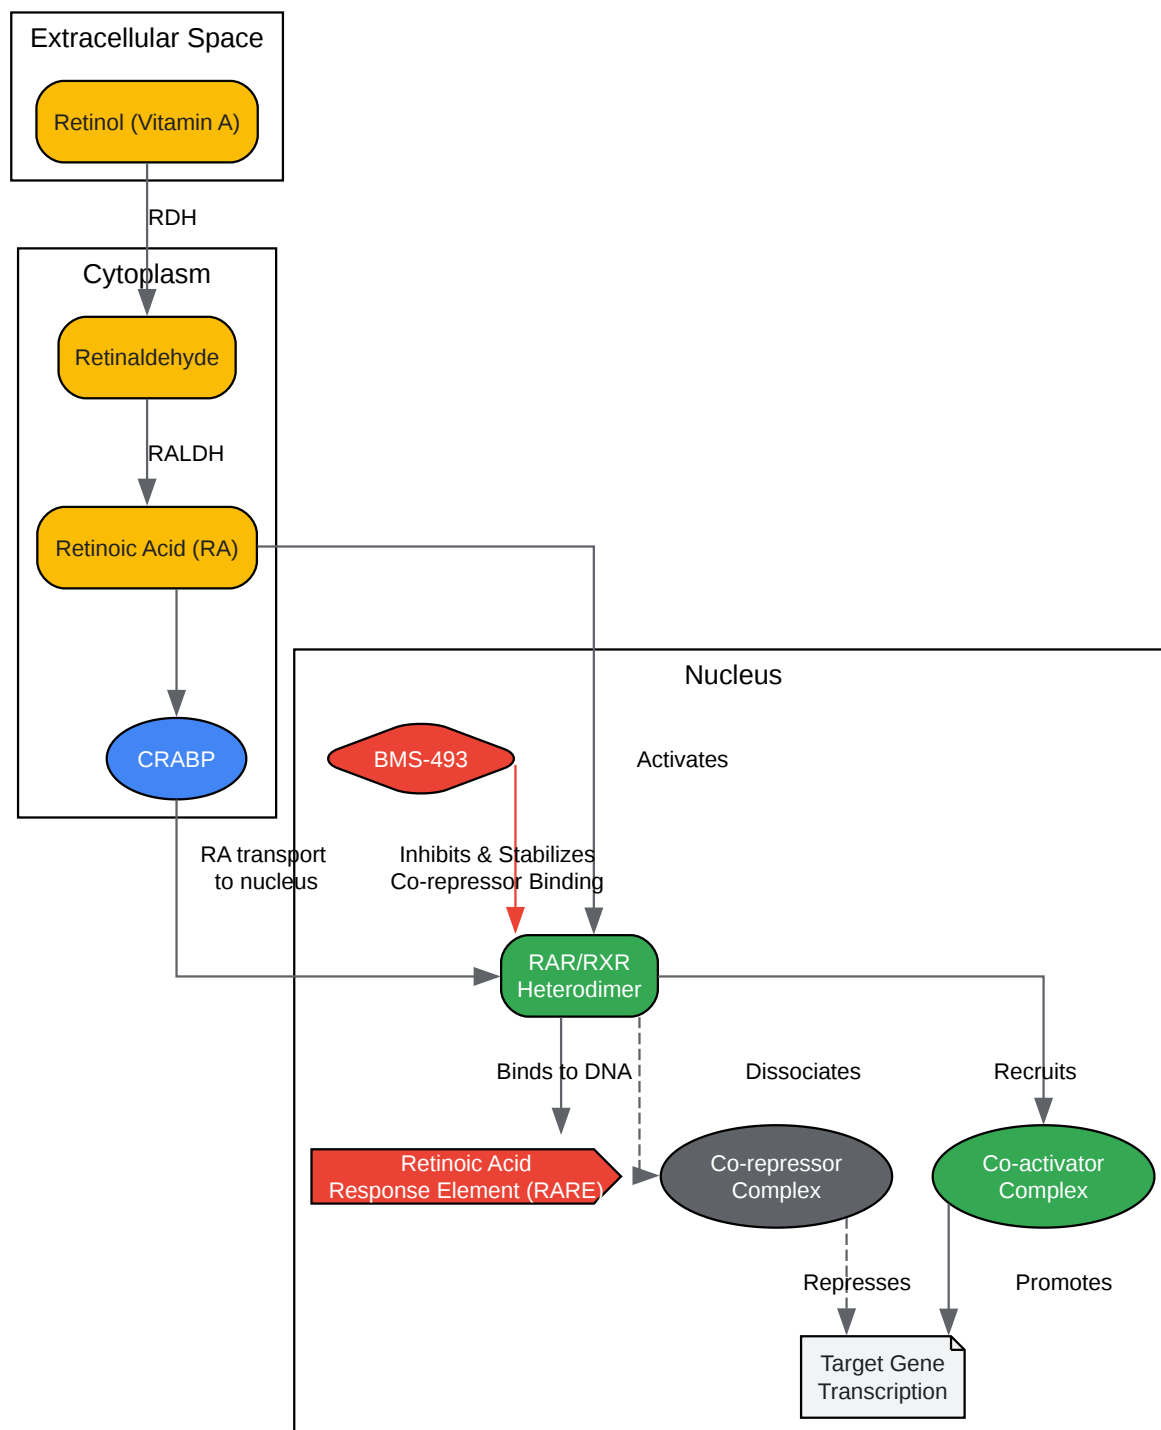 Extracellular Space
Retinol (Vitamin A)
RDH
Cytoplasm
Retinaldehyde
RALDH
Retinoic Acid (RA)
Nucleus
CRABP
BMS-493
Activates
RA transport
to nucleus
Inhibits & Stabilizes
Co-repressor Binding
RAR/RXR
Heterodimer
Binds to DNA
Dissociates
Recruits
Retinoic Acid
Response Element (RARE)
Co-repressor
Complex
Co-activator
Complex
Represses
Promotes
Target Gene
Transcription